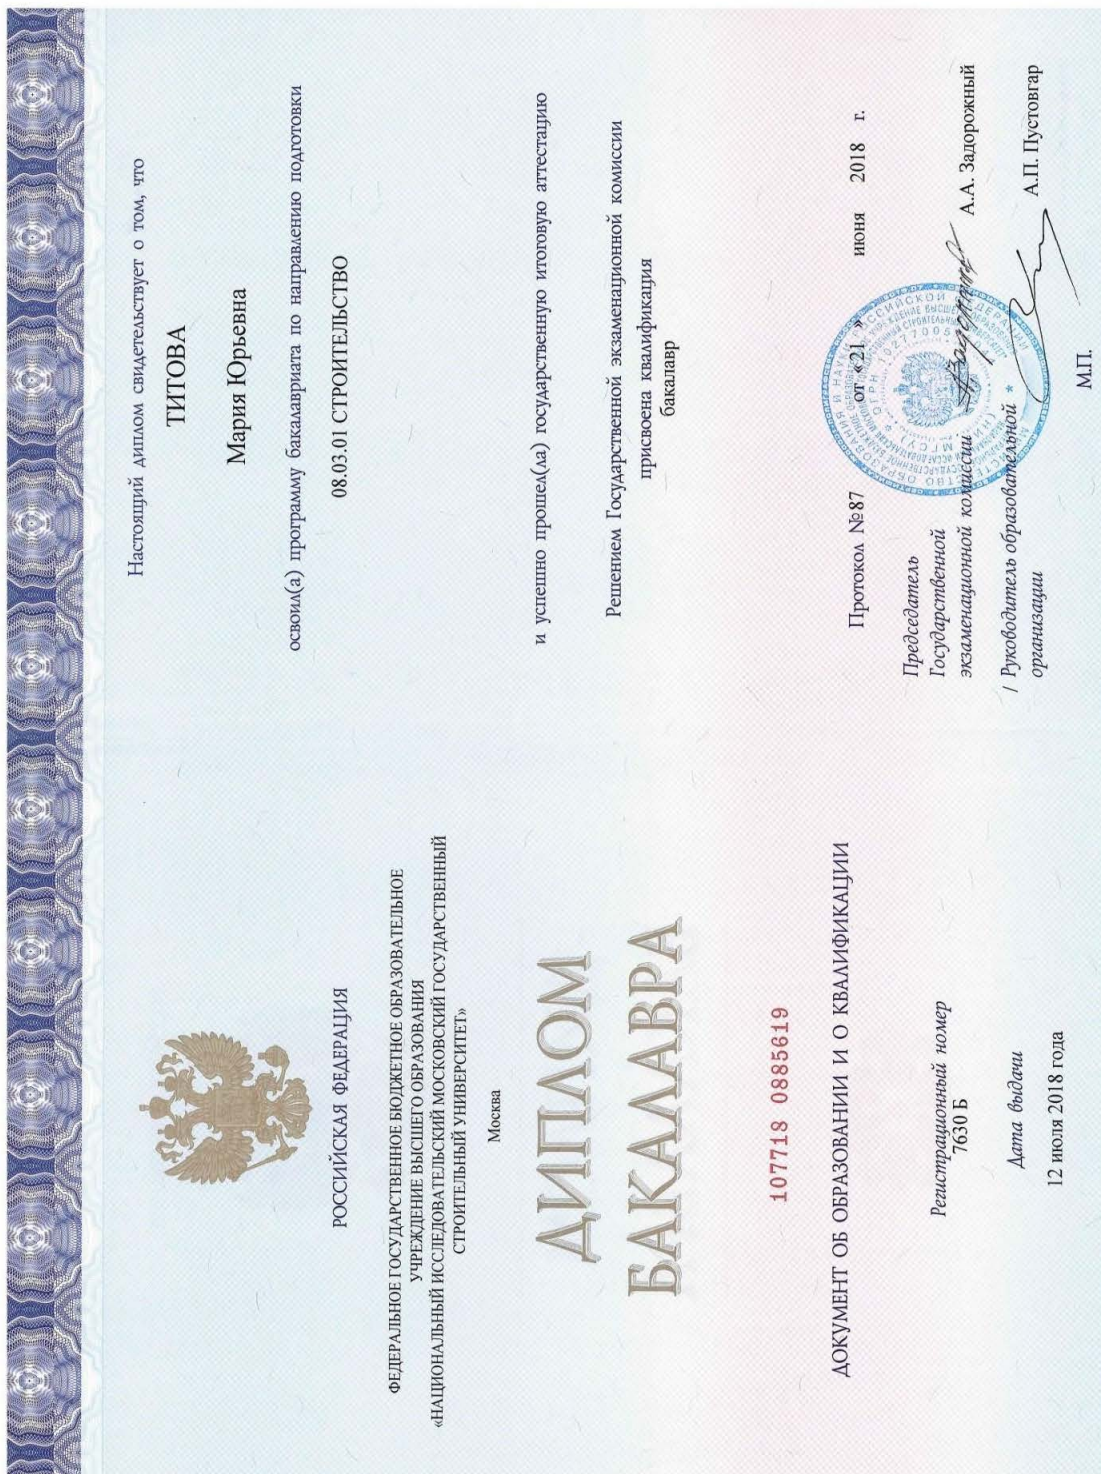 РОССИЙСКАЯ ФЕДЕРАЦИЯ
ФЕДЕРАЛЬНОЕ ГОСУДАРСТВЕННОЕ БЮДЖЕТНОЕ ОБРАЗОВАТЕЛЬНОЕ
УЧРЕЖДЕНИЕ ВЫСШЕГО ОБРАЗОВАНИЯ
«НАЦИОНАЛЬНЫЙ ИССЛЕДОВАТЕЛЬСКИЙ МОСКОВСКИЙ ГОСУДАРСТВЕННЫЙ
СТРОИТЕЛЬНЫЙ УНИВЕРСИТЕТ»
Москва
ДИПЛОМ
БАКАЛАВРА
107718 0885619
ДОКУМЕНТ ОБ ОБРАЗОВАНИИ И О КВАЛИФИКАЦИИ
Регистрационный номер
7630 Б
Дата выдачи
12 июля 2018 года
Настоящий диплом свидетельствует о том, что
ТИТОВА
Мария Юрьевна
освоил(а) программу бакалавриата по направлению подготовки
08.03.01 СТРОИТЕЛЬСТВО
и успешно прошел(ла) государственную итоговую аттестацию
Решением Государственной экзаменационной комиссии
присвоена квалификация
бакалавр
Протокол №87 от «21» июня 2018 г.
Председатель
Государственной
экзаменационной комиссии А.А. Задорожный
/ Руководитель образовательной А.П. Пустовгар
организации
М.П.